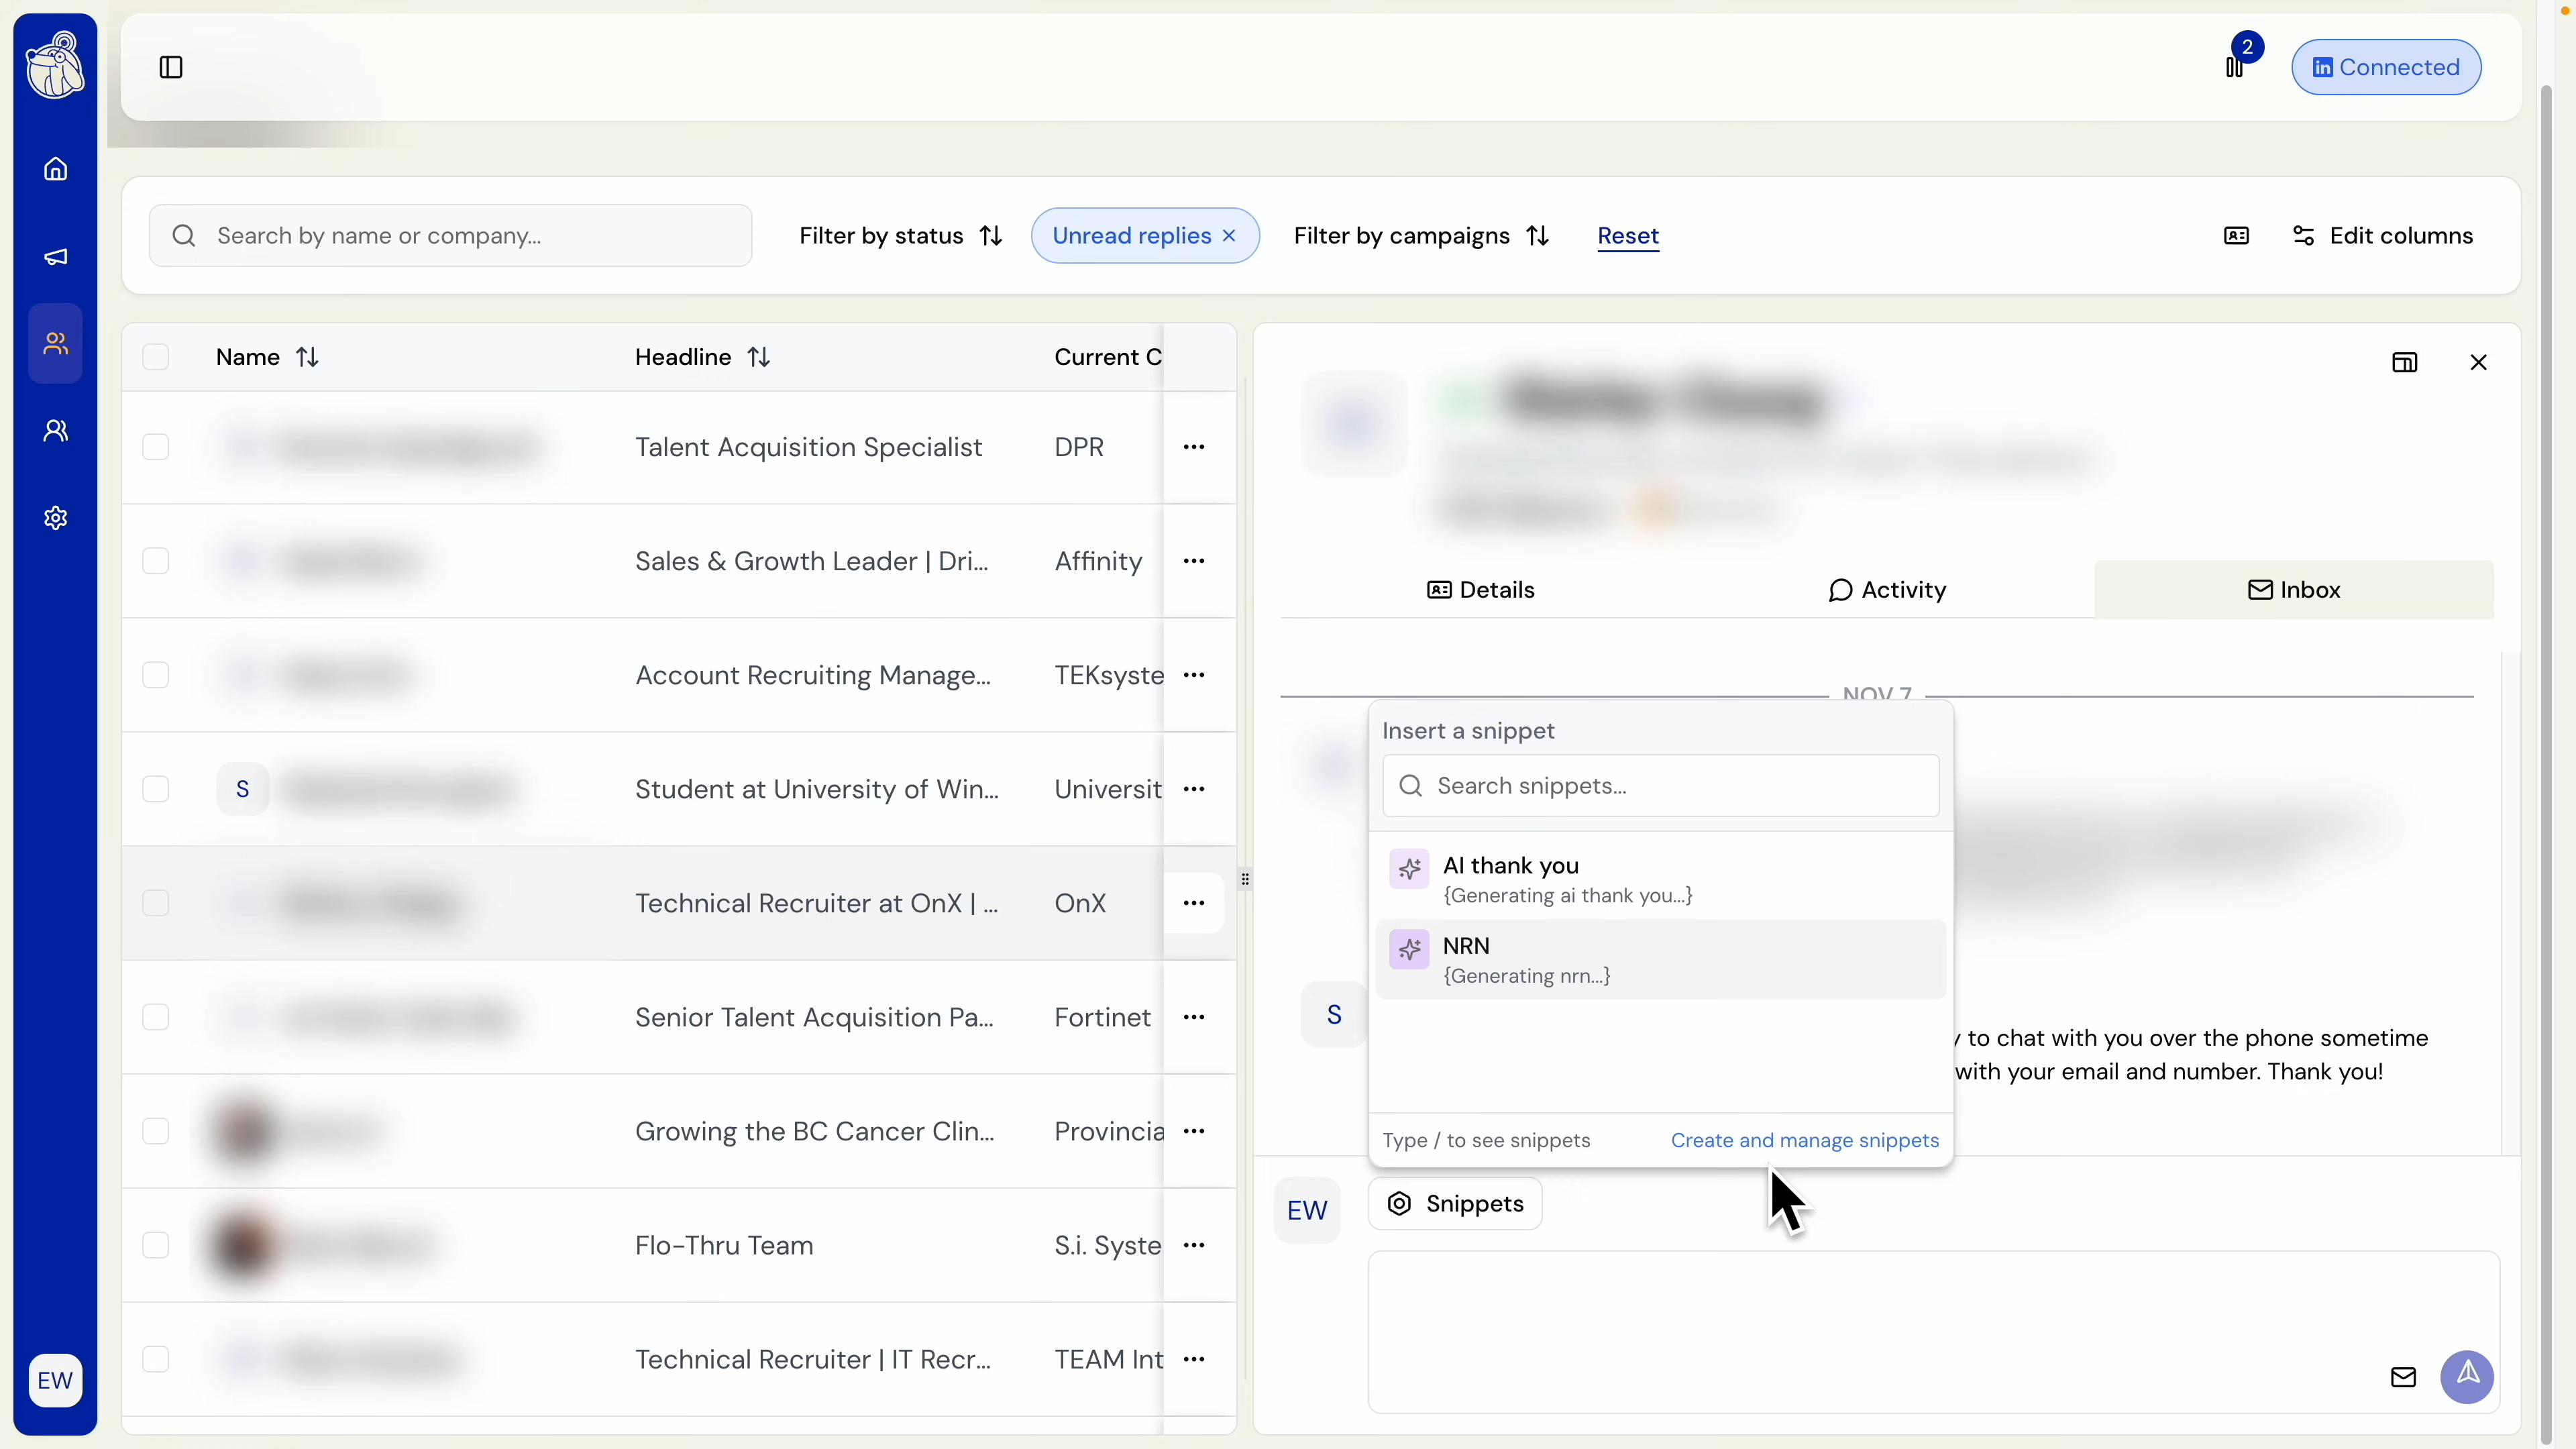 2
in Connected
Search by name or company...
Filter by status
Unread replies
Filter by campaigns
Reset
Edit columns
Name
Headline
Current C
Talent Acquisition Specialist
DPR
Sales & Growth Leader | Dri...
Affinity
Account Recruiting Manage...
TEKsyste
S
Student at University of Win...
Universit
Technical Recruiter at OnX | ...
OnX
Senior Talent Acquisition Pa...
Fortinet
Growing the BC Cancer Clin...
Provincia
Flo-Thru Team
S.i. Syste
Technical Recruiter | IT Recr...
TEAM Int
EW
Details
Activity
Inbox
NOV 7
Insert a snippet
Search snippets...
AI thank you
{Generating ai thank you...}
NRN
{Generating nrn...}
Type / to see snippets
Create and manage snippets
S
to chat with you over the phone sometime
with your email and number. Thank you!
EW
Snippets